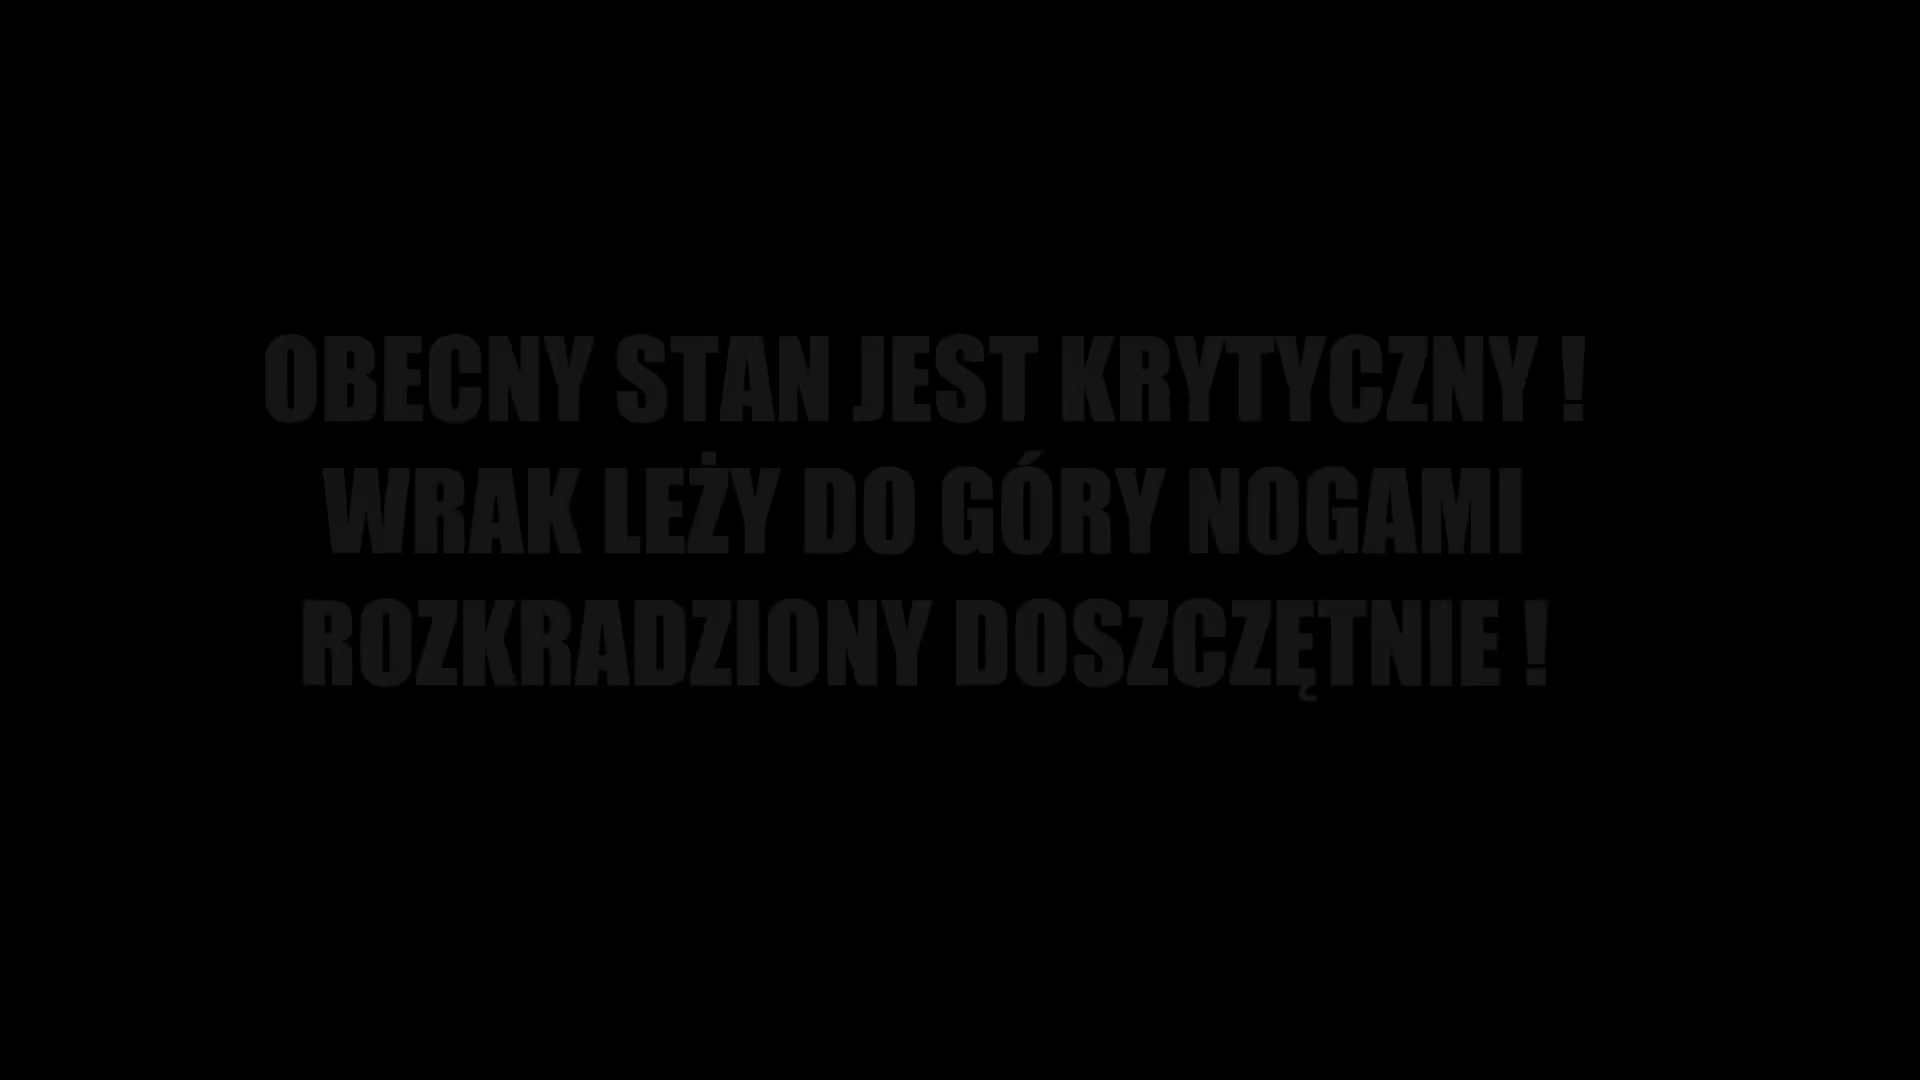 OBECNY STAN JEST KRYTYCZNY !
WRAK LEŻY DO GÓRY NOGAMI
ROZKRADZIONY DOSZCZĘTNIE !